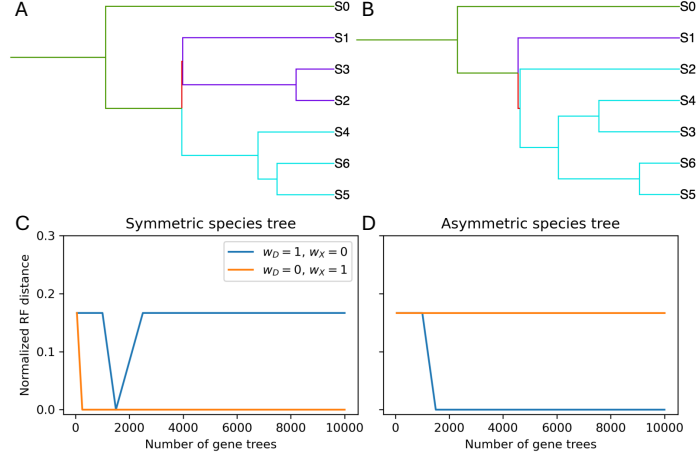 A
S0
S1
S3
S2
S4
S6
S5
B
S0
S1
S2
S4
S3
S6
S5
C
Symmetric species tree
0.3
0.2
0.1
0.0
Normalized RF distance
w_D = 1, w_X = 0
w_D = 0, w_X = 1
0 2000 4000 6000 8000 10000
Number of gene trees
D
Asymmetric species tree
0 2000 4000 6000 8000 10000
Number of gene trees